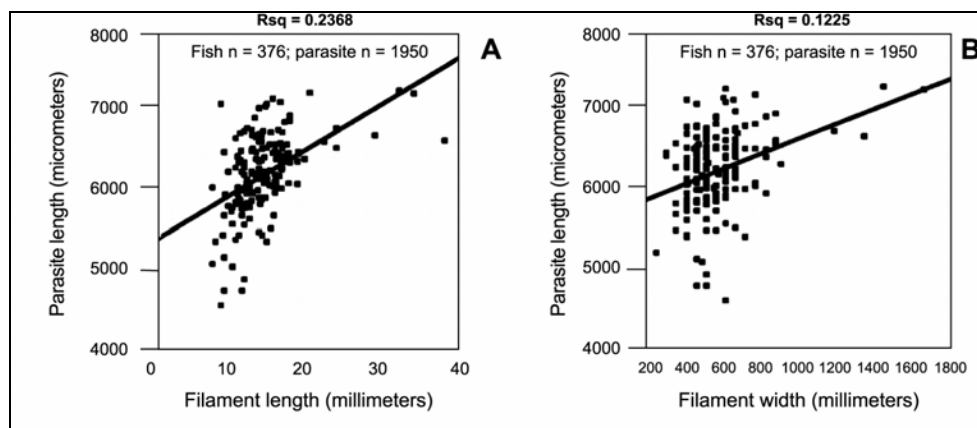 Rsq = 0.2368
A
Fish n = 376; parasite n = 1950
8000
7000
6000
5000
4000
Parasite length (micrometers)
0 10 20 30 40
Filament length (millimeters)
Rsq = 0.1225
B
Fish n = 376; parasite n = 1950
8000
7000
6000
5000
4000
Parasite length (micrometers)
200 400 600 800 1000 1200 1400 1600 1800
Filament width (millimeters)